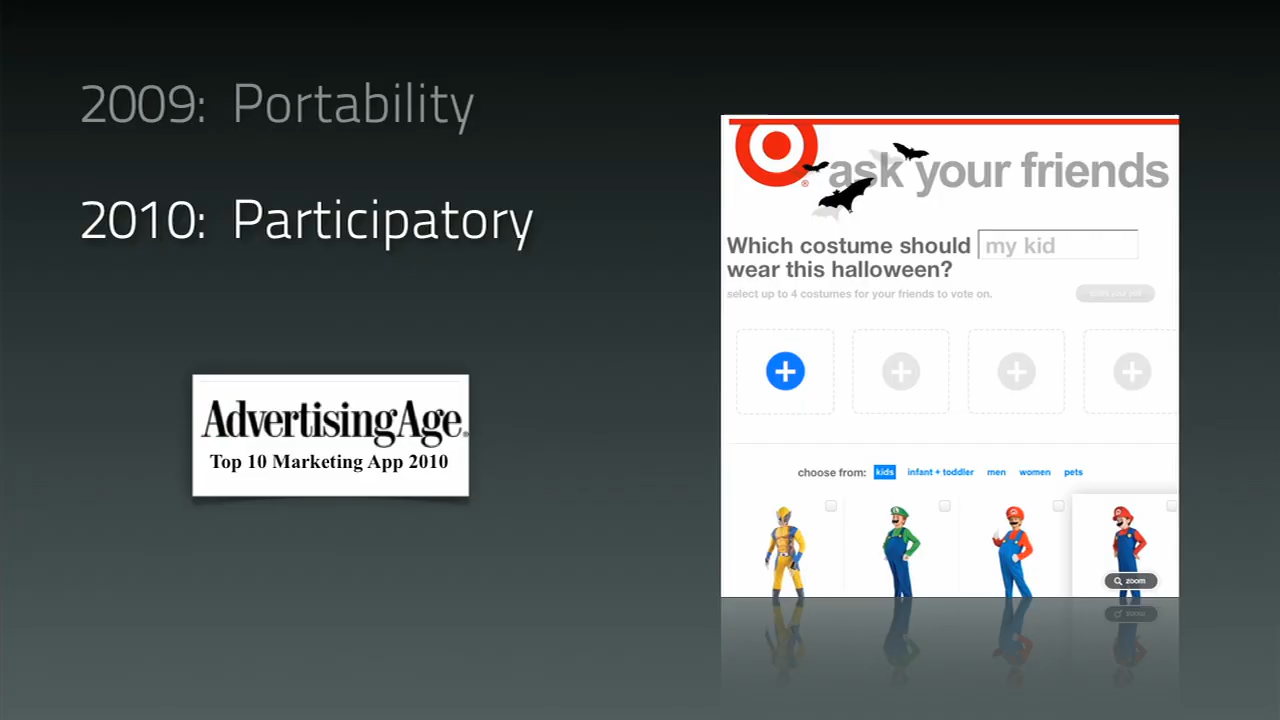 2009: Portability
2010: Participatory
AdvertisingAge®
Top 10 Marketing App 2010
®
ask your friends
Which costume should my kid
wear this halloween?
select up to 4 costumes for your friends to vote on.
choose from: kids infant + toddler men women pets
zoom